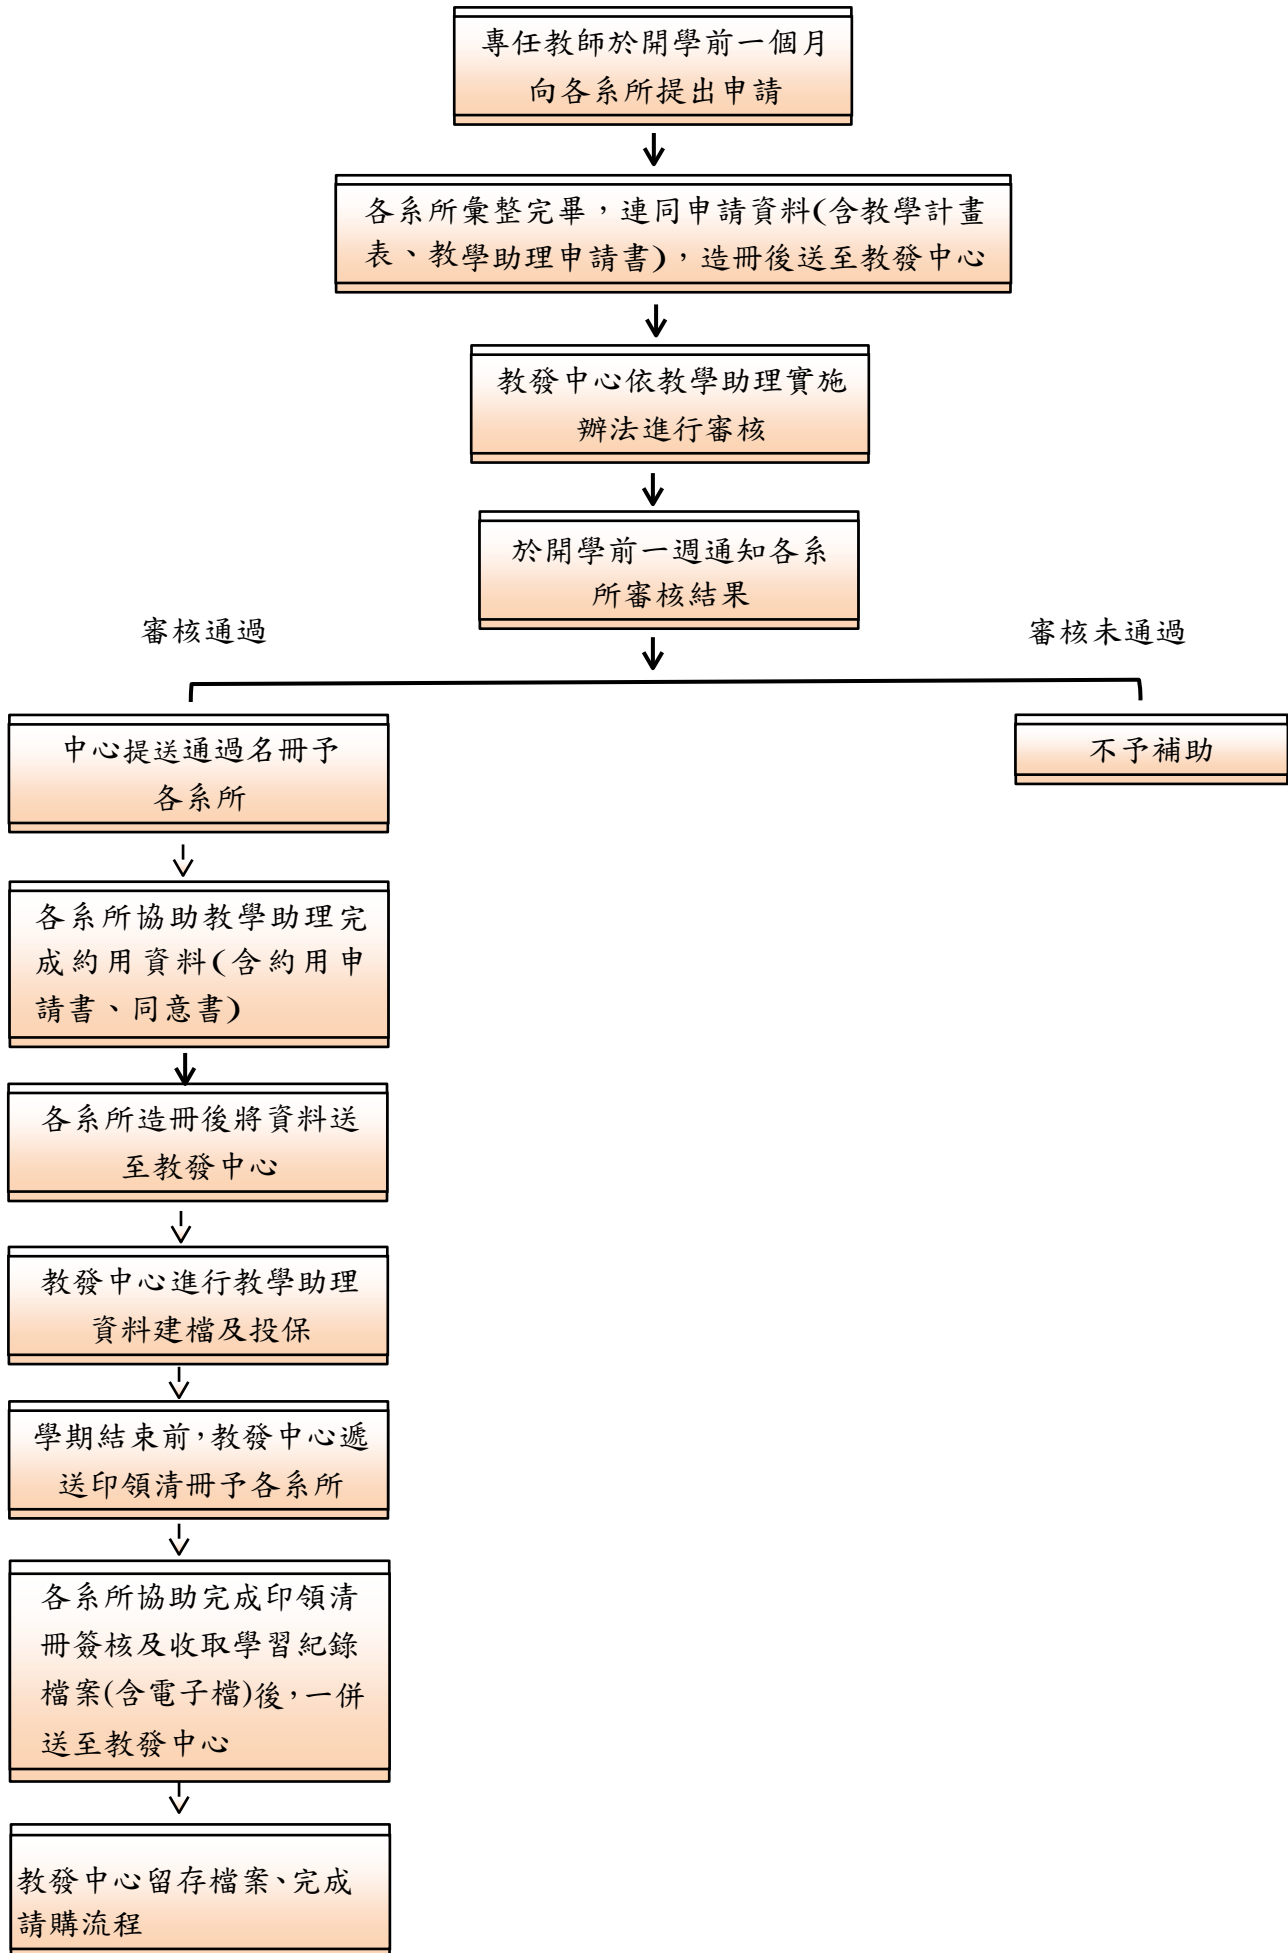 專任教師於開學前一個月
向各系所提出申請
各系所彙整完畢，連同申請資料(含教學計畫
表、教學助理申請書)，造冊後送至教發中心
教發中心依教學助理實施
辦法進行審核
於開學前一週通知各系
所審核結果
審核通過
審核未通過
中心提送通過名冊予
各系所
不予補助
各系所協助教學助理完
成約用資料(含約用申
請書、同意書)
各系所造冊後將資料送
至教發中心
教發中心進行教學助理
資料建檔及投保
學期結束前，教發中心遞
送印領清冊予各系所
各系所協助完成印領清
冊簽核及收取學習紀錄
檔案(含電子檔)後，一併
送至教發中心
教發中心留存檔案、完成
請購流程